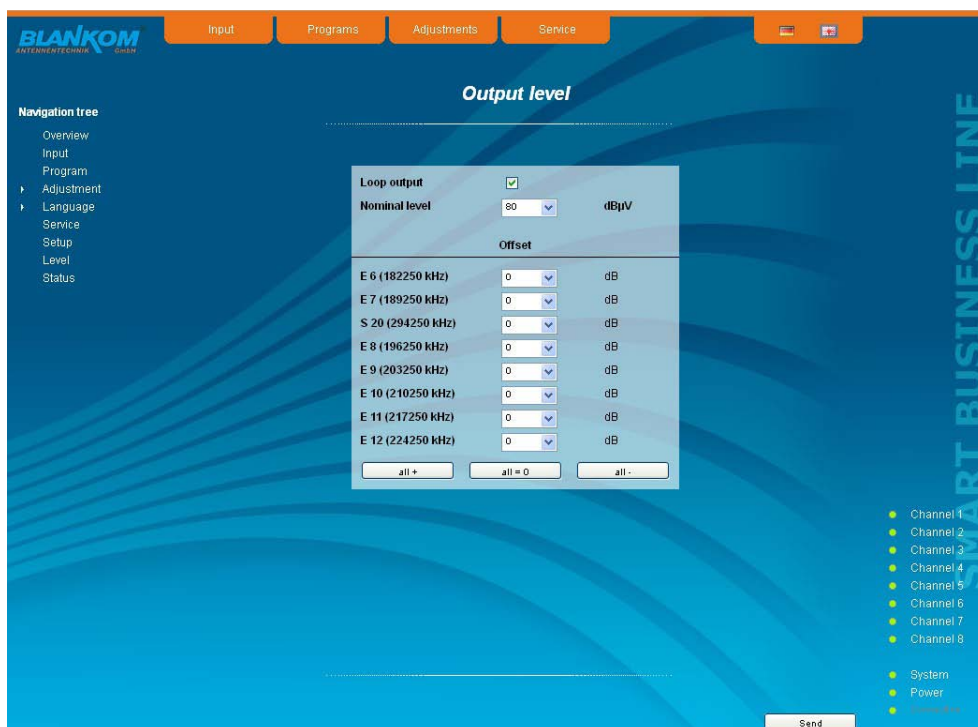 BLANKOM
ANTENNENTECHNIK GmbH
Input
Programs
Adjustments
Service
Output level
Navigation tree
Overview
Input
Program
Adjustment
Language
Service
Setup
Level
Status
Loop output
Nominal level 80 dBµV
Offset
E 6 (182250 kHz) 0 dB
E 7 (189250 kHz) 0 dB
S 20 (294250 kHz) 0 dB
E 8 (196250 kHz) 0 dB
E 9 (203250 kHz) 0 dB
E 10 (210250 kHz) 0 dB
E 11 (217250 kHz) 0 dB
E 12 (224250 kHz) 0 dB
all + all = 0 all -
SMART BUSINESS LINE
Channel 1
Channel 2
Channel 3
Channel 4
Channel 5
Channel 6
Channel 7
Channel 8
System
Power
Send